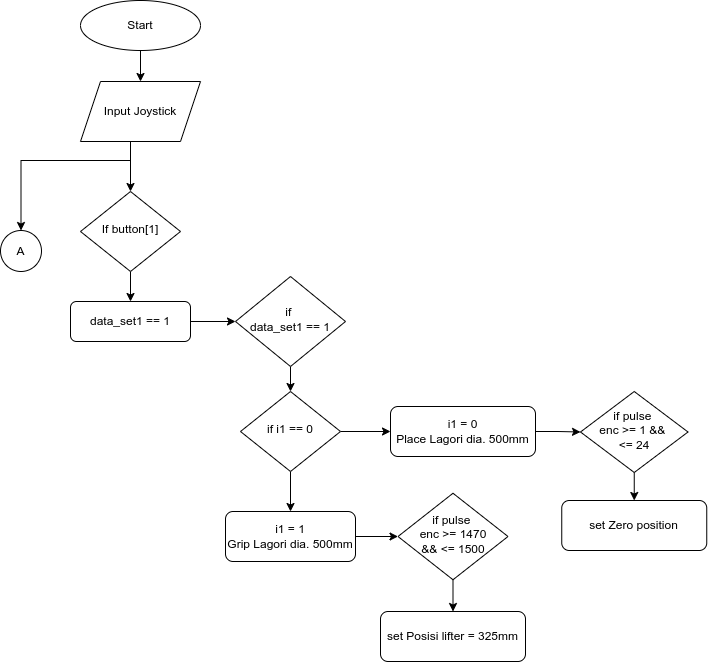 Start
Input Joystick
A
If button[1]
data_set1 == 1
if
data_set1 == 1
if i1 == 0
i1 = 0
Place Lagori dia. 500mm
if pulse
enc >= 1 &&
<= 24
set Zero position
i1 = 1
Grip Lagori dia. 500mm
if pulse
enc >= 1470
&& <= 1500
set Posisi lifter = 325mm